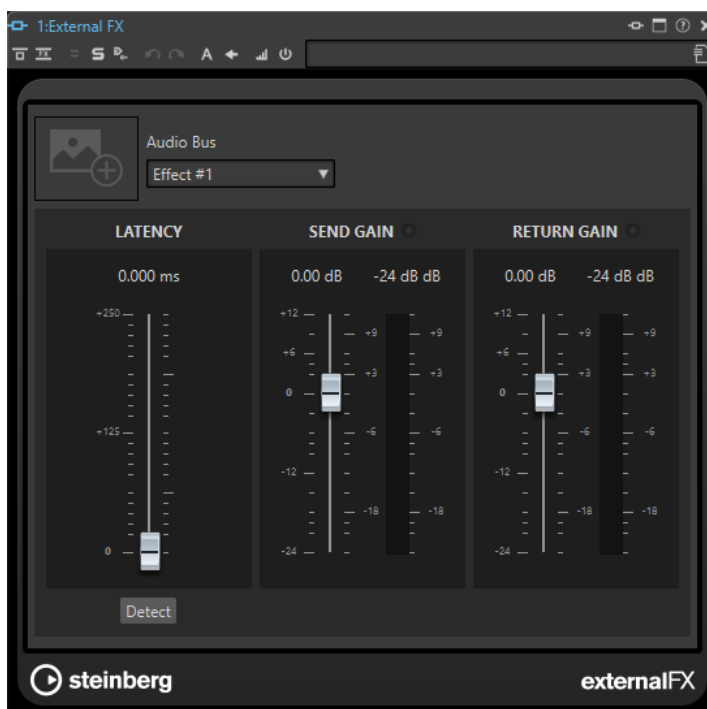 1:External FX
FX S A
Audio Bus
Effect #1
LATENCY SEND GAIN RETURN GAIN
0.000 ms 0.00 dB -24 dB dB 0.00 dB -24 dB dB
+250 +12 +12
+9 +9 +9 +9
+6 +6
+3 +3 +3 +3
0 0
+125 -6 -6 -6 -6
-12 -12
-18 -18 -18 -18
0 -24 -24
Detect
steinberg externalFX